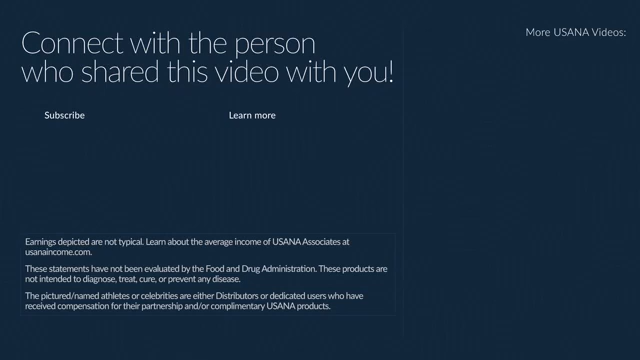 Connect with the person
who shared this video with you!
More USANA Videos:
Subscribe
Learn more
Earnings depicted are not typical. Learn about the average income of USANA Associates at
usanaincome.com.
These statements have not been evaluated by the Food and Drug Administration. These products are
not intended to diagnose, treat, cure, or prevent any disease.
The pictured/named athletes or celebrities are either Distributors or dedicated users who have
received compensation for their partnership and/or complimentary USANA products.